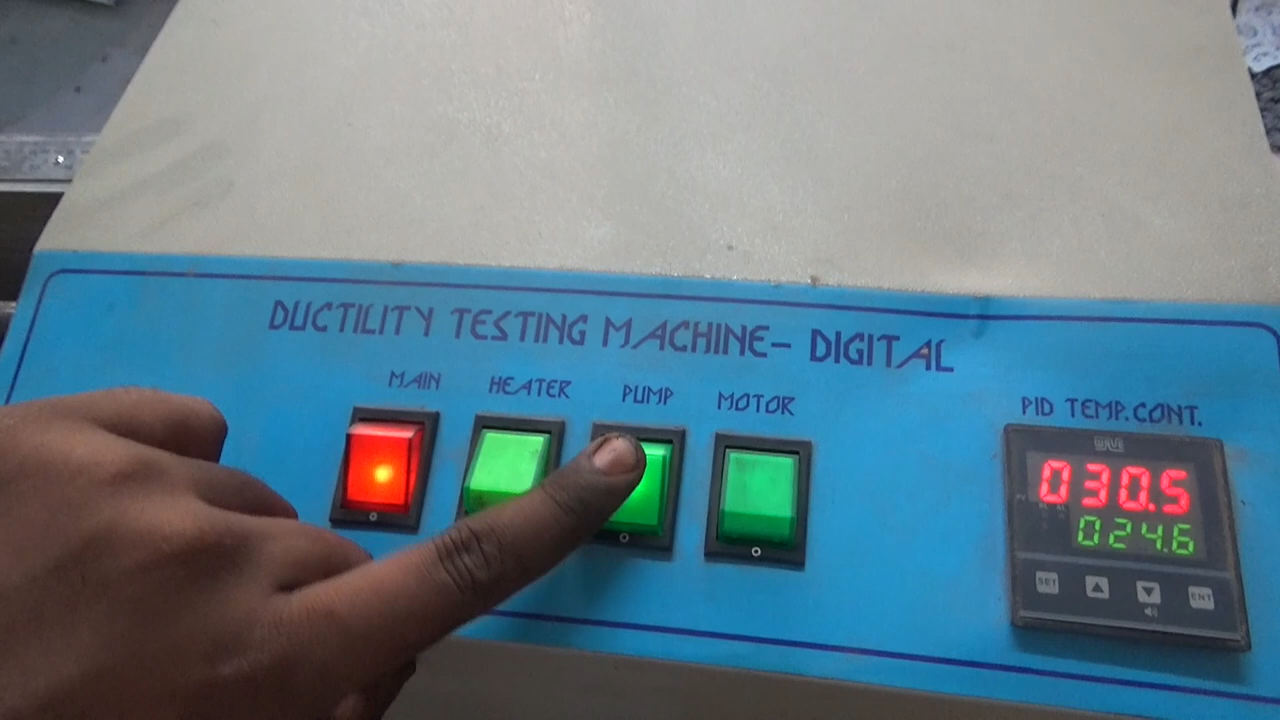 DUCTILITY TESTING MACHINE- DIGITAL
MAIN HEATER PUMP MOTOR
PID TEMP.CONT.
030.5
024.6
SET ENT